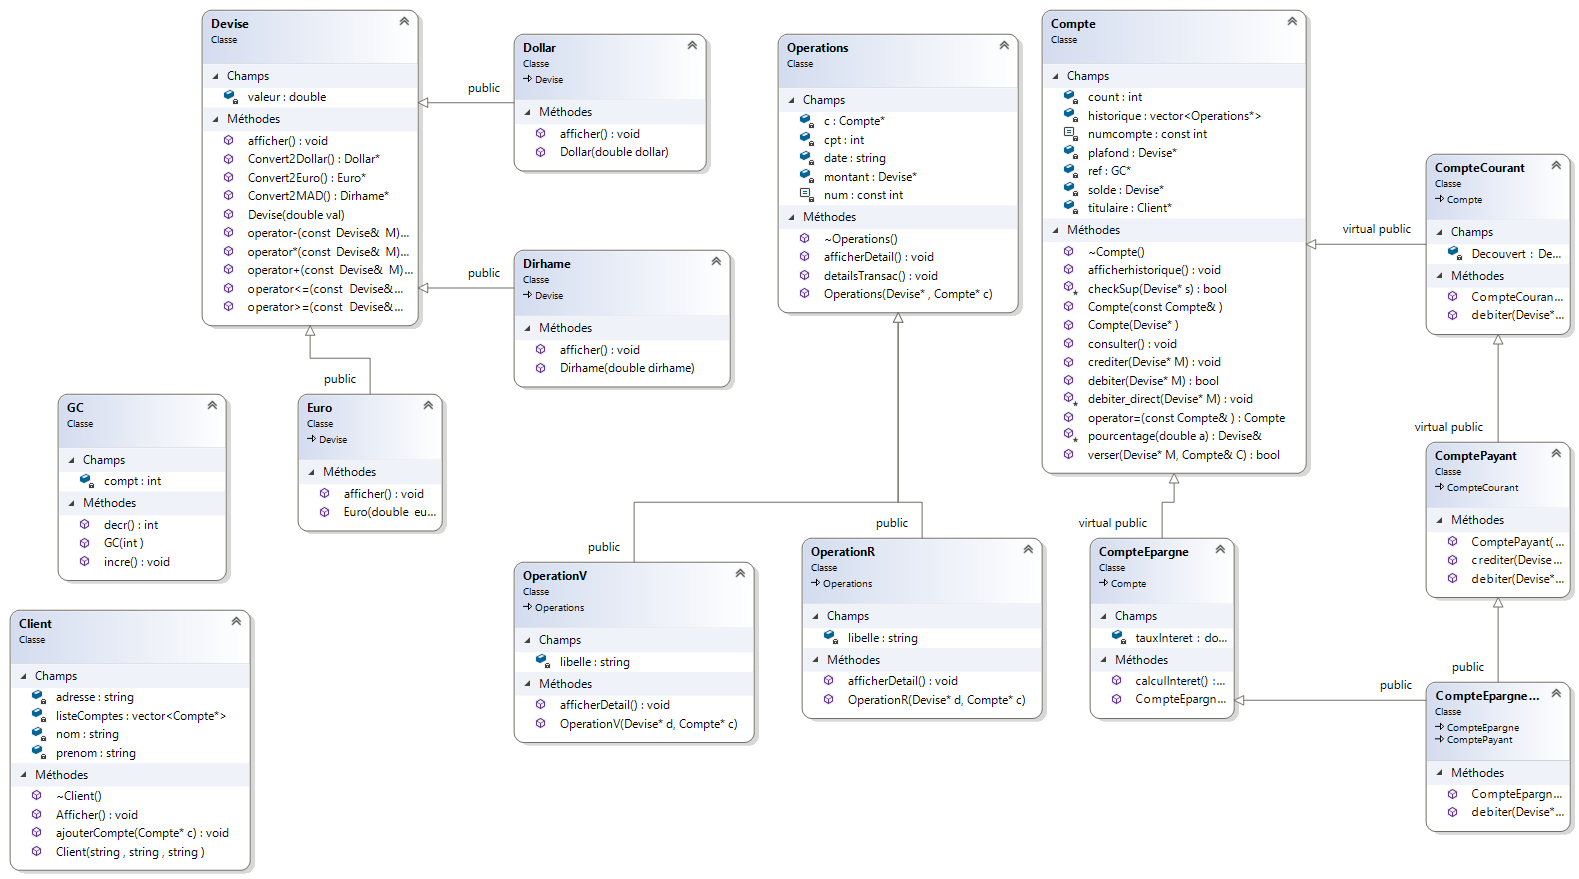 Devise
Classe
Champs
valeur : double
Méthodes
afficher() : void
Convert2Dollar() : Dollar*
Convert2Euro() : Euro*
Convert2MAD() : Dirhame*
Devise(double val)
operator-(const Devise& M)...
operator*(const Devise& M)...
operator+(const Devise& M)...
operator<=(const Devise&...
operator>=(const Devise&...
public
Dollar
Classe
Devise
Méthodes
afficher() : void
Dollar(double dollar)
public
Dirhame
Classe
Devise
Méthodes
afficher() : void
Dirhame(double dirhame)
public
Euro
Classe
Devise
Méthodes
afficher() : void
Euro(double eu...
GC
Classe
Champs
compt : int
Méthodes
decr() : int
GC(int )
incre() : void
Client
Classe
Champs
adresse : string
listeComptes : vector<Compte*>
nom : string
prenom : string
Méthodes
~Client()
Afficher() : void
ajouterCompte(Compte* c) : void
Client(string , string , string )
Operations
Classe
Champs
c : Compte*
cpt : int
date : string
montant : Devise*
num : const int
Méthodes
~Operations()
afficherDetail() : void
detailsTransac() : void
Operations(Devise* , Compte* c)
public
OperationV
Classe
Operations
Champs
libelle : string
Méthodes
afficherDetail() : void
OperationV(Devise* d, Compte* c)
public
OperationR
Classe
Operations
Champs
libelle : string
Méthodes
afficherDetail() : void
OperationR(Devise* d, Compte* c)
Compte
Classe
Champs
count : int
historique : vector<Operations*>
numcompte : const int
plafond : Devise*
ref : GC*
solde : Devise*
titulaire : Client*
Méthodes
~Compte()
afficherhistorique() : void
checkSup(Devise* s) : bool
Compte(const Compte& )
Compte(Devise* )
consulter() : void
crediter(Devise* M) : void
debiter(Devise* M) : bool
debiter_direct(Devise* M) : void
operator=(const Compte& ) : Compte
pourcentage(double a) : Devise&
verser(Devise* M, Compte& C) : bool
virtual public
CompteCourant
Classe
Compte
Champs
Decouvert : De...
Méthodes
CompteCouran...
debiter(Devise*...
virtual public
ComptePayant
Classe
CompteCourant
Méthodes
ComptePayant(...
crediter(Devise...
debiter(Devise*...
virtual public
CompteEpargne
Classe
Compte
Champs
tauxInteret : do...
Méthodes
calculInteret() :...
CompteEpargn...
public
public
CompteEpargne...
Classe
CompteEpargne
ComptePayant
Méthodes
CompteEpargn...
debiter(Devise*...